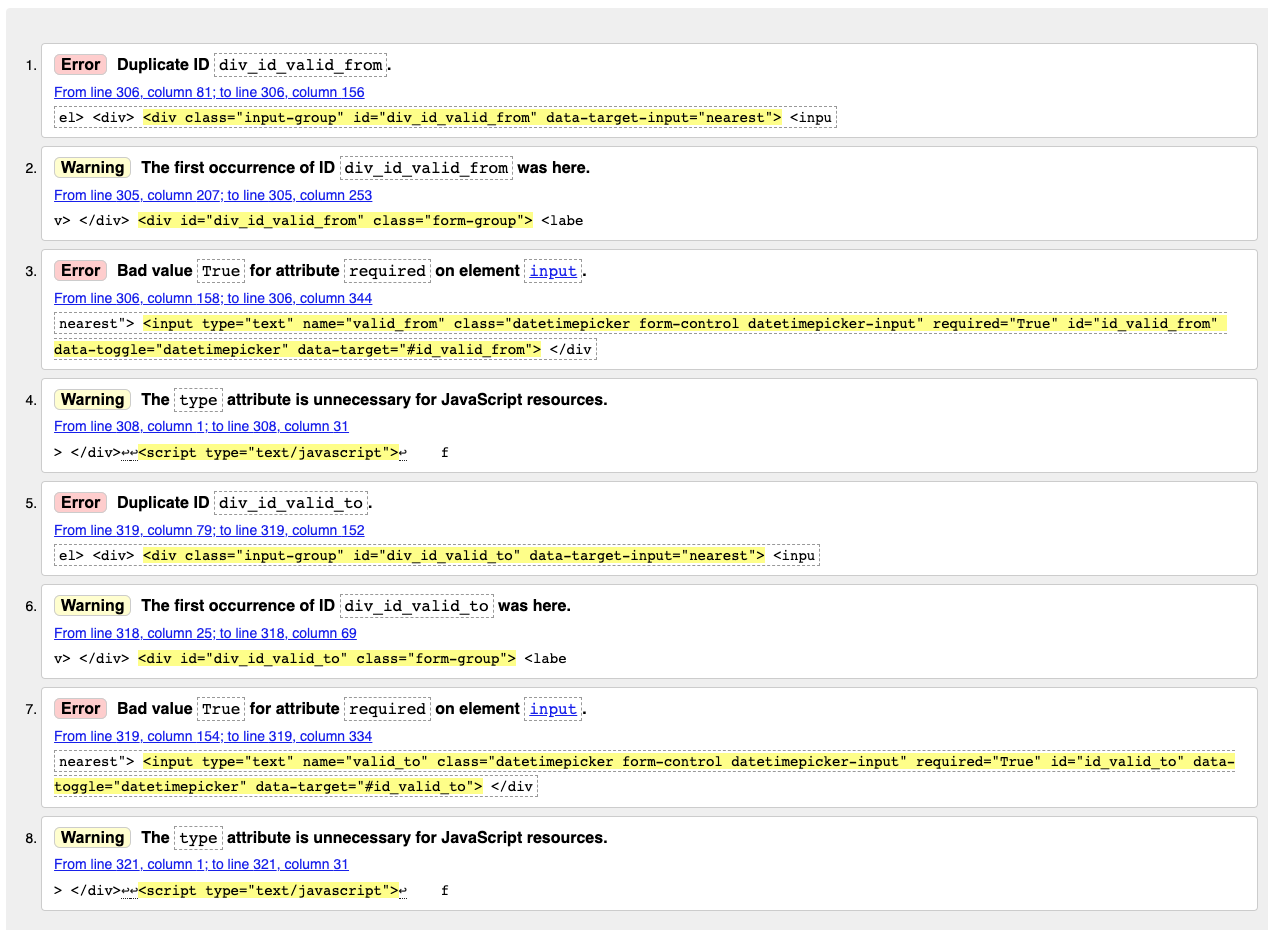 1. Error Duplicate ID div_id_valid_from.
From line 306, column 81; to line 306, column 156
el> <div> <div class="input-group" id="div_id_valid_from" data-target-input="nearest"> <inpu
2. Warning The first occurrence of ID div_id_valid_from was here.
From line 305, column 207; to line 305, column 253
v> </div> <div id="div_id_valid_from" class="form-group"> <labe
3. Error Bad value True for attribute required on element input.
From line 306, column 158; to line 306, column 344
nearest"> <input type="text" name="valid_from" class="datetimepicker form-control datetimepicker-input" required="True" id="id_valid_from"
data-toggle="datetimepicker" data-target="#id_valid_from"> </div
4. Warning The type attribute is unnecessary for JavaScript resources.
From line 308, column 1; to line 308, column 31
> </div>↩↩<script type="text/javascript">↩    f
5. Error Duplicate ID div_id_valid_to.
From line 319, column 79; to line 319, column 152
el> <div> <div class="input-group" id="div_id_valid_to" data-target-input="nearest"> <inpu
6. Warning The first occurrence of ID div_id_valid_to was here.
From line 318, column 25; to line 318, column 69
v> </div> <div id="div_id_valid_to" class="form-group"> <labe
7. Error Bad value True for attribute required on element input.
From line 319, column 154; to line 319, column 334
nearest"> <input type="text" name="valid_to" class="datetimepicker form-control datetimepicker-input" required="True" id="id_valid_to" data-
toggle="datetimepicker" data-target="#id_valid_to"> </div
8. Warning The type attribute is unnecessary for JavaScript resources.
From line 321, column 1; to line 321, column 31
> </div>↩↩<script type="text/javascript">↩    f